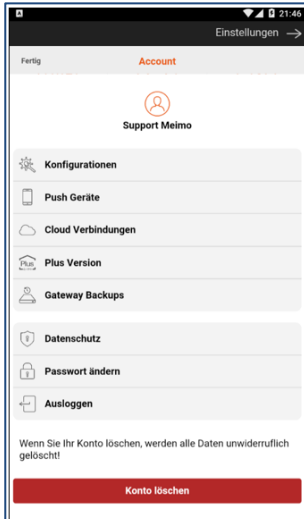 A
21:46
Einstellungen →
Fertig
Account
Support Meimo
Konfigurationen
Push Geräte
Cloud Verbindungen
Plus
Plus Version
Gateway Backups
Datenschutz
Passwort ändern
Ausloggen
Wenn Sie Ihr Konto löschen, werden alle Daten unwiderruflich
gelöscht!
Konto löschen